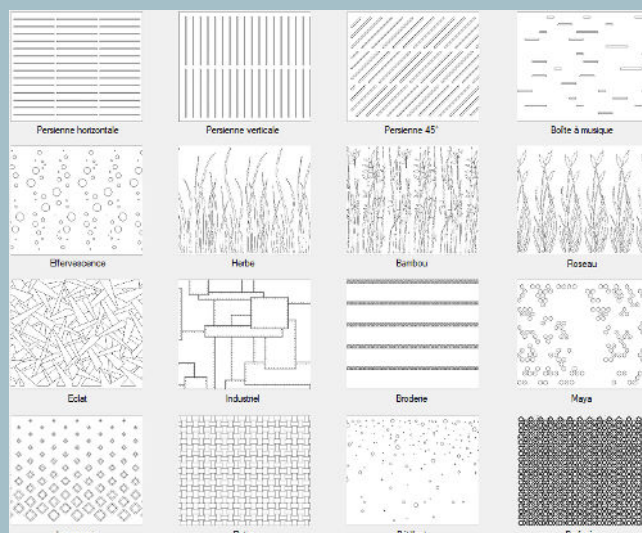 Persienne horizontale
Persienne verticale
Persienne 45°
Boîte à musique
Effervescence
Herbe
Bambou
Roseau
Eclat
Industriel
Broderie
Maya